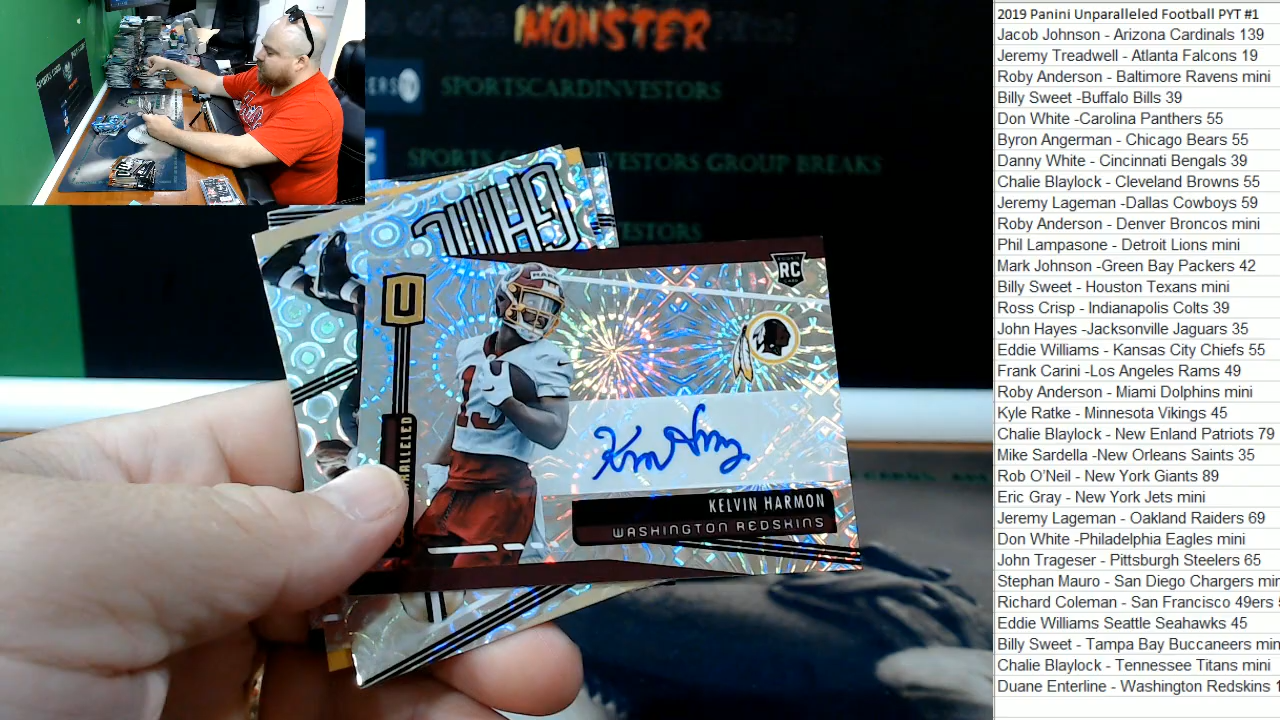 MONSTER
SPORTSCARDINVESTORS
RC
U
KELVIN HARMON
WASHINGTON REDSKINS
2019 Panini Unparalleled Football PYT #1
Jacob Johnson - Arizona Cardinals 139
Jeremy Treadwell - Atlanta Falcons 19
Roby Anderson - Baltimore Ravens mini
Billy Sweet -Buffalo Bills 39
Don White -Carolina Panthers 55
Byron Angerman - Chicago Bears 55
Danny White - Cincinnati Bengals 39
Chalie Blaylock - Cleveland Browns 55
Jeremy Lageman -Dallas Cowboys 59
Roby Anderson - Denver Broncos mini
Phil Lampasone - Detroit Lions mini
Mark Johnson -Green Bay Packers 42
Billy Sweet - Houston Texans mini
Ross Crisp - Indianapolis Colts 39
John Hayes -Jacksonville Jaguars 35
Eddie Williams - Kansas City Chiefs 55
Frank Carini -Los Angeles Rams 49
Roby Anderson - Miami Dolphins mini
Kyle Ratke - Minnesota Vikings 45
Chalie Blaylock - New Enland Patriots 79
Mike Sardella -New Orleans Saints 35
Rob O'Neil - New York Giants 89
Eric Gray - New York Jets mini
Jeremy Lageman - Oakland Raiders 69
Don White -Philadelphia Eagles mini
John Trageser - Pittsburgh Steelers 65
Stephan Mauro - San Diego Chargers min
Richard Coleman - San Francisco 49ers
Eddie Williams Seattle Seahawks 45
Billy Sweet - Tampa Bay Buccaneers min
Chalie Blaylock - Tennessee Titans mini
Duane Enterline - Washington Redskins 1